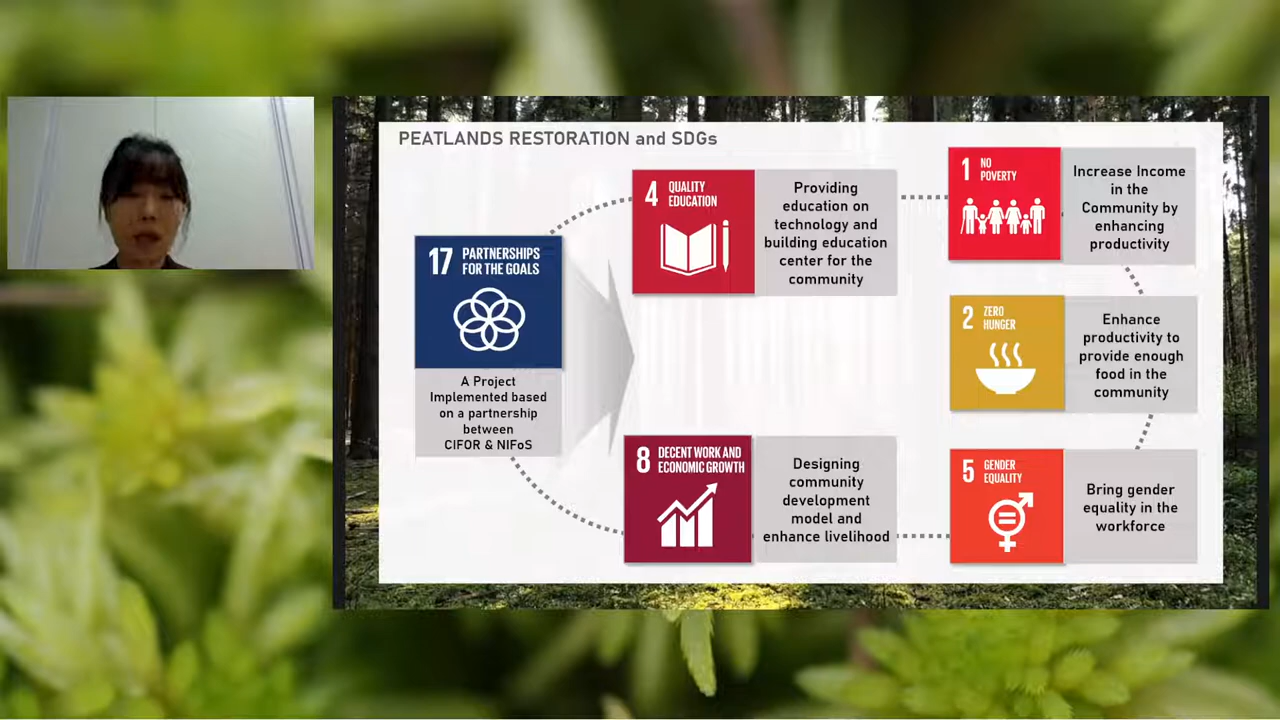 PEATLANDS RESTORATION and SDGs
17 PARTNERSHIPS
FOR THE GOALS
A Project
Implemented based
on a partnership
between
CIFOR & NIFoS
4 QUALITY
EDUCATION
Providing
education on
technology and
building education
center for the
community
8 DECENT WORK AND
ECONOMIC GROWTH
Designing
community
development
model and
enhance livelihood
1 NO
POVERTY
Increase Income
in the
Community by
enhancing
productivity
2 ZERO
HUNGER
Enhance
productivity to
provide enough
food in the
community
5 GENDER
EQUALITY
Bring gender
equality in the
workforce